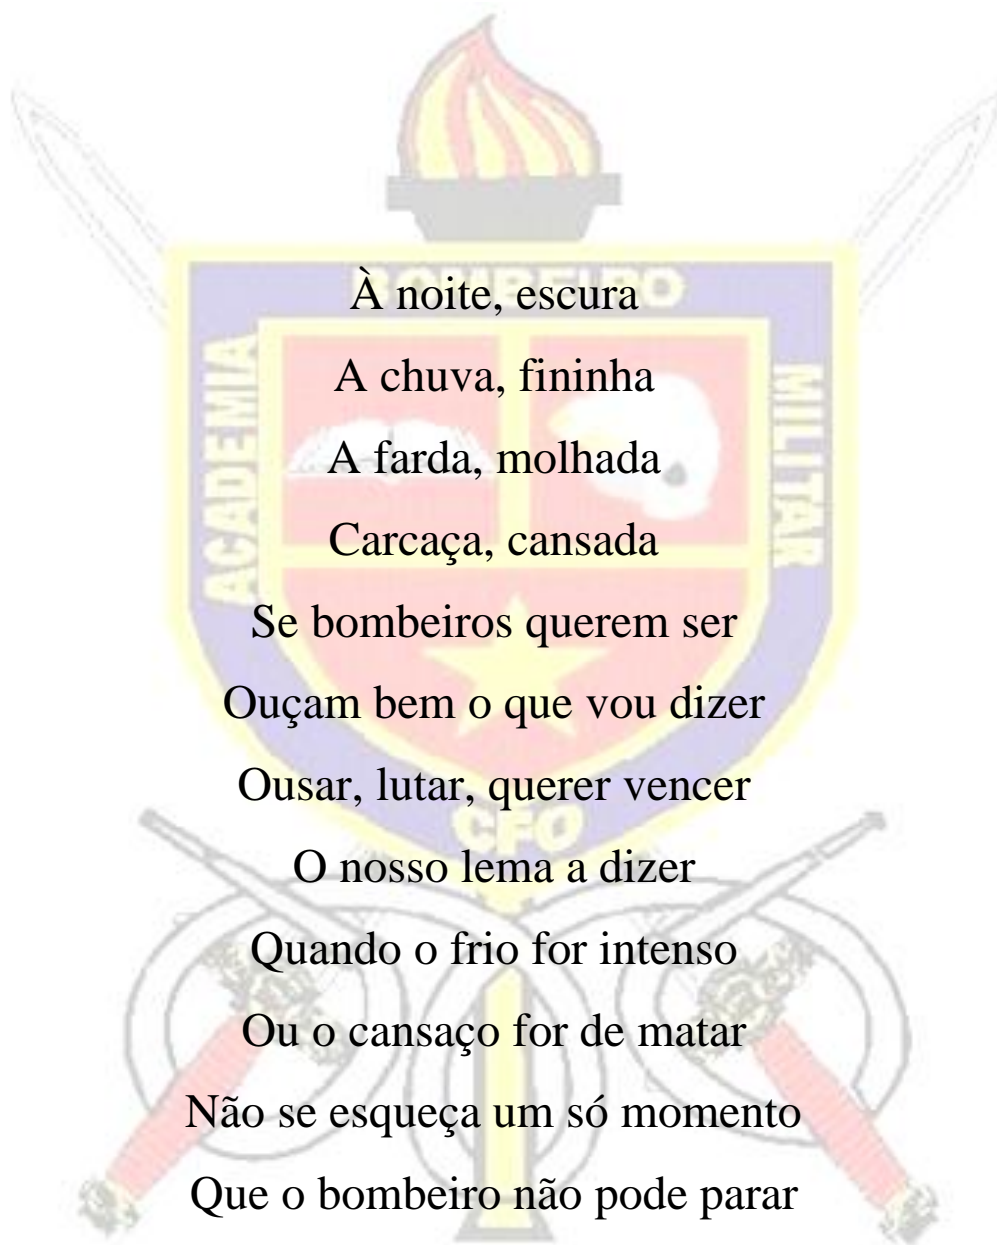 BOMBEIRO
ACADEMIA
MILITAR
CFO
À noite, escura
A chuva, fininha
A farda, molhada
Carcaça, cansada
Se bombeiros querem ser
Ouçam bem o que vou dizer
Ousar, lutar, querer vencer
O nosso lema a dizer
Quando o frio for intenso
Ou o cansaço for de matar
Não se esqueça um só momento
Que o bombeiro não pode parar